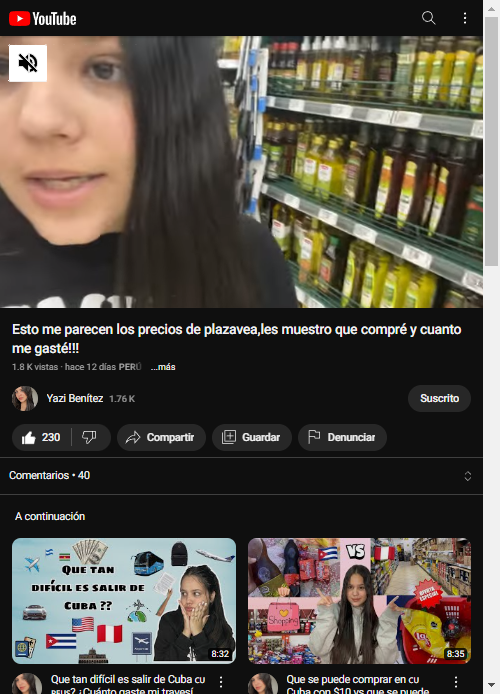 YouTube
Esto me parecen los precios de plazavea,les muestro que compré y cuanto
me gasté!!!
1.8 K vistas · hace 12 días PERÚ ...más
Yazi Benítez 1.76 K
Suscrito
230
Compartir
Guardar
Denunciar
Comentarios • 40
A continuación
QUE TAN
DIFÍCIL ES SALIR DE
CUBA ??
8:32
VS
Shopping
OFERTA
ESPECIAL
8:35
Que tan difícil es salir de Cuba CU
¿Cuánto gaste mi travesí
Que se puede comprar en CU
Cuba con $10 vs que se puede